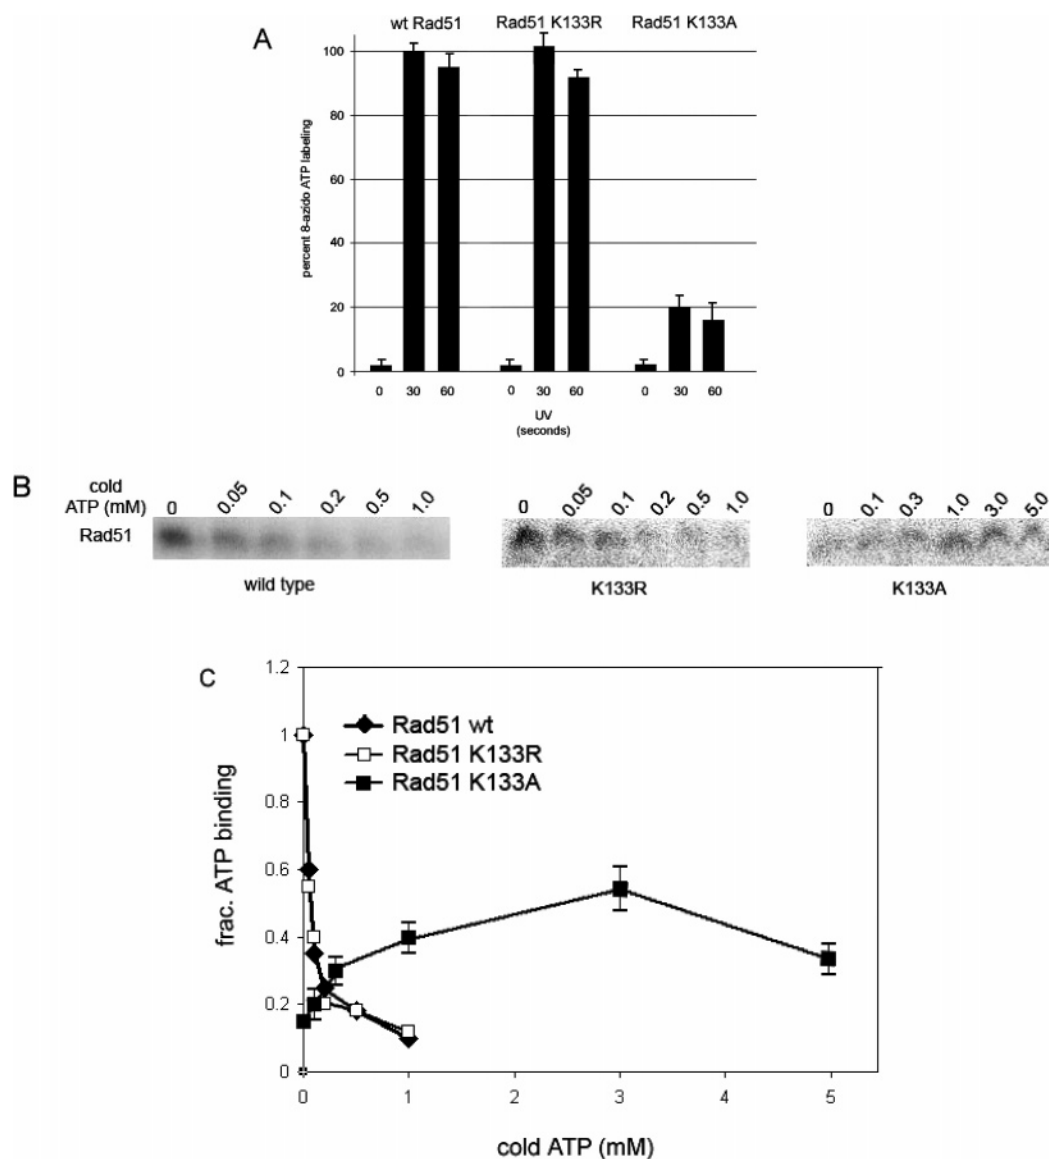 A
wt Rad51 Rad51 K133R Rad51 K133A
percent 8-azido ATP labeling
100
80
60
40
20
0
0 30 60 0 30 60 0 30 60
UV
(seconds)
B
cold
ATP (mM) 0 0.05 0.1 0.2 0.5 1.0 0 0.05 0.1 0.2 0.5 1.0 0 0.1 0.3 1.0 3.0 5.0
Rad51
wild type K133R K133A
C
frac. ATP binding
1.2
1
0.8
0.6
0.4
0.2
0
Rad51 wt
Rad51 K133R
Rad51 K133A
0 1 2 3 4 5
cold ATP (mM)